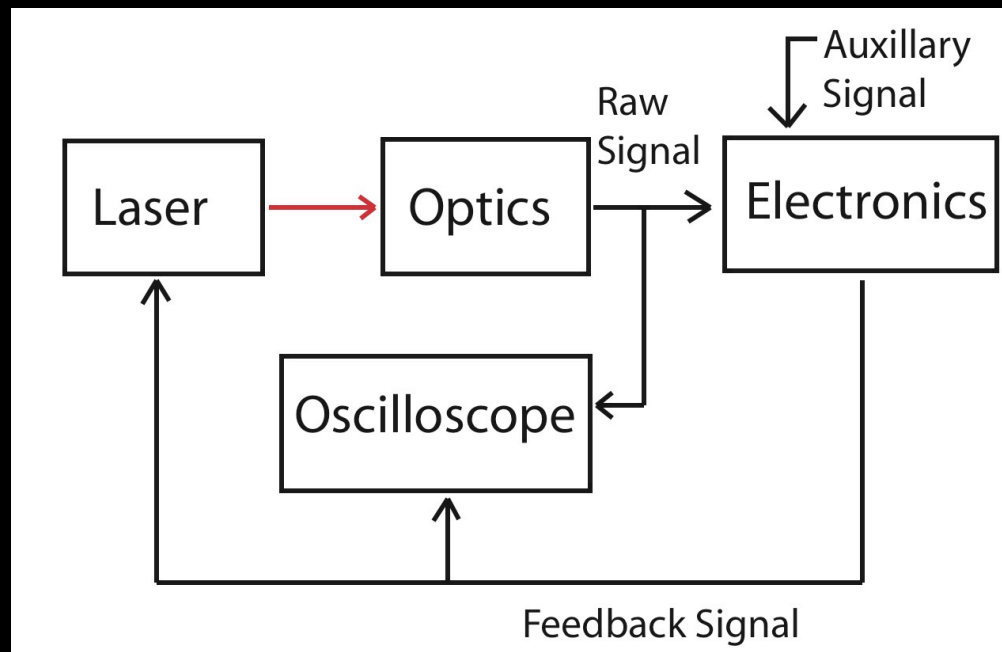 Auxillary
Signal
Raw
Signal
Laser
Optics
Electronics
Oscilloscope
Feedback Signal